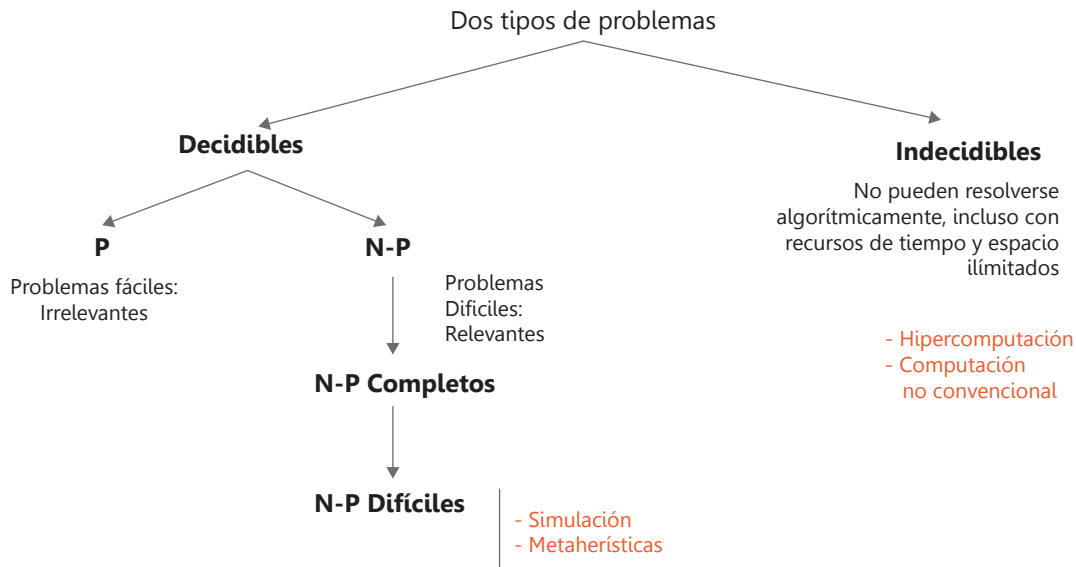 Dos tipos de problemas
Decidibles
P
Problemas fáciles:
Irrelevantes
N-P
Problemas
Dificiles:
Relevantes
N-P Completos
N-P Difíciles
- Simulación
- Metaherísticas
Indecidibles
No pueden resolverse
algorítmicamente, incluso con
recursos de tiempo y espacio
ilímitados
- Hipercomputación
- Computación
no convencional